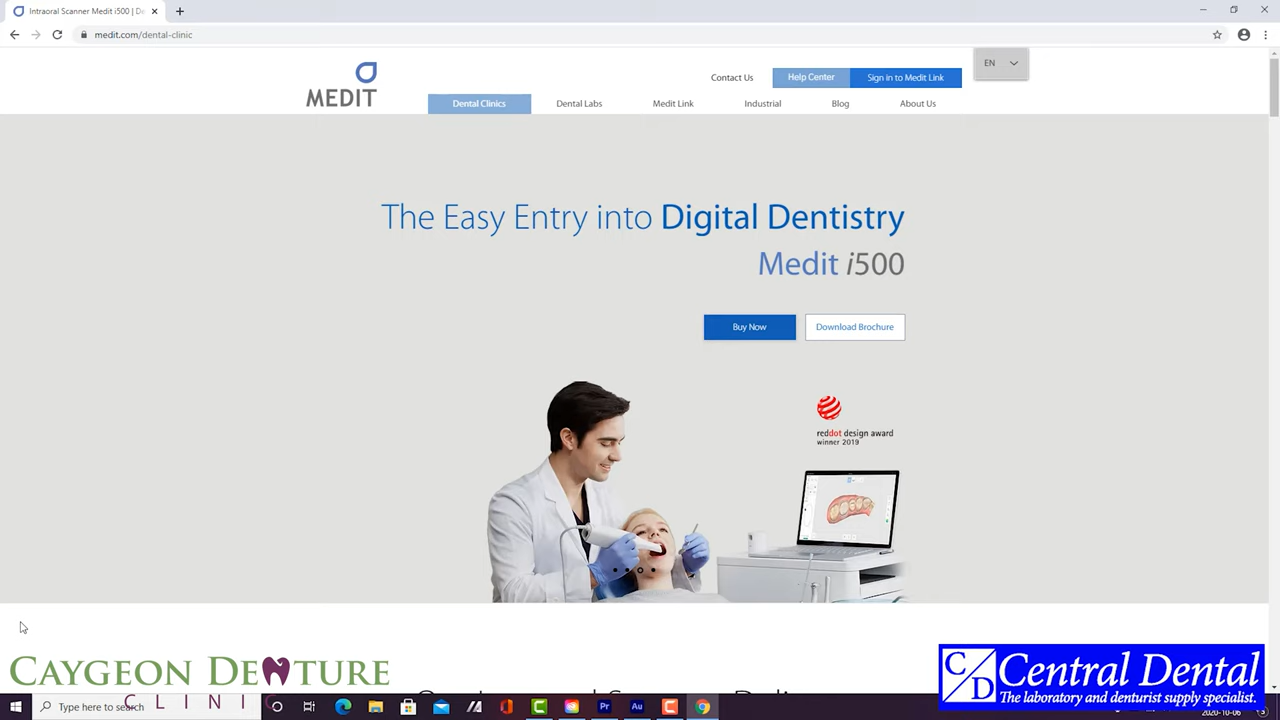 Intraoral Scanner Medit i500 | De
medit.com/dental-clinic
EN
Contact Us
Help Center
Sign in to Medit Link
MEDIT
Dental Clinics
Dental Labs
Medit Link
Industrial
Blog
About Us
The Easy Entry into Digital Dentistry
Medit i500
Buy Now
Download Brochure
reddot design award
winner 2019
CAYGEON DENTURE
CLINIC
C/D Central Dental
The laboratory and denturist supply specialist.
Type here to search
2020-10-06